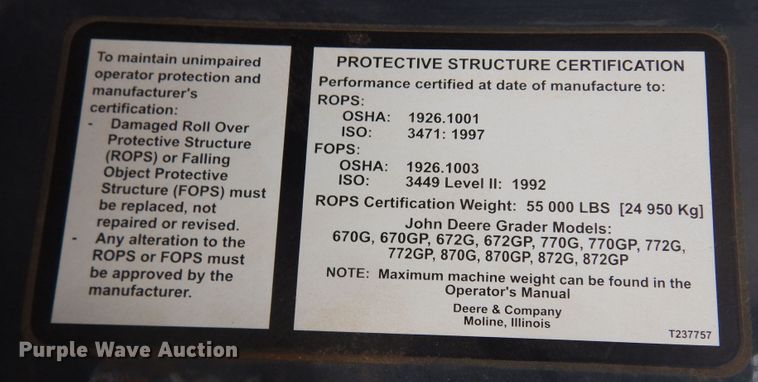 To maintain unimpaired
operator protection and
manufacturer's
certification:
- Damaged Roll Over
Protective Structure
(ROPS) or Falling
Object Protective
Structure (FOPS) must
be replaced, not
repaired or revised.
- Any alteration to the
ROPS or FOPS must
be approved by the
manufacturer.
PROTECTIVE STRUCTURE CERTIFICATION
Performance certified at date of manufacture to:
ROPS:
OSHA: 1926.1001
ISO: 3471: 1997
FOPS:
OSHA: 1926.1003
ISO: 3449 Level II: 1992
ROPS Certification Weight: 55 000 LBS [24 950 Kg]
John Deere Grader Models:
670G, 670GP, 672G, 672GP, 770G, 770GP, 772G,
772GP, 870G, 870GP, 872G, 872GP
NOTE: Maximum machine weight can be found in the
Operator's Manual
Deere & Company
Moline, Illinois
T237757
Purple Wave Auction